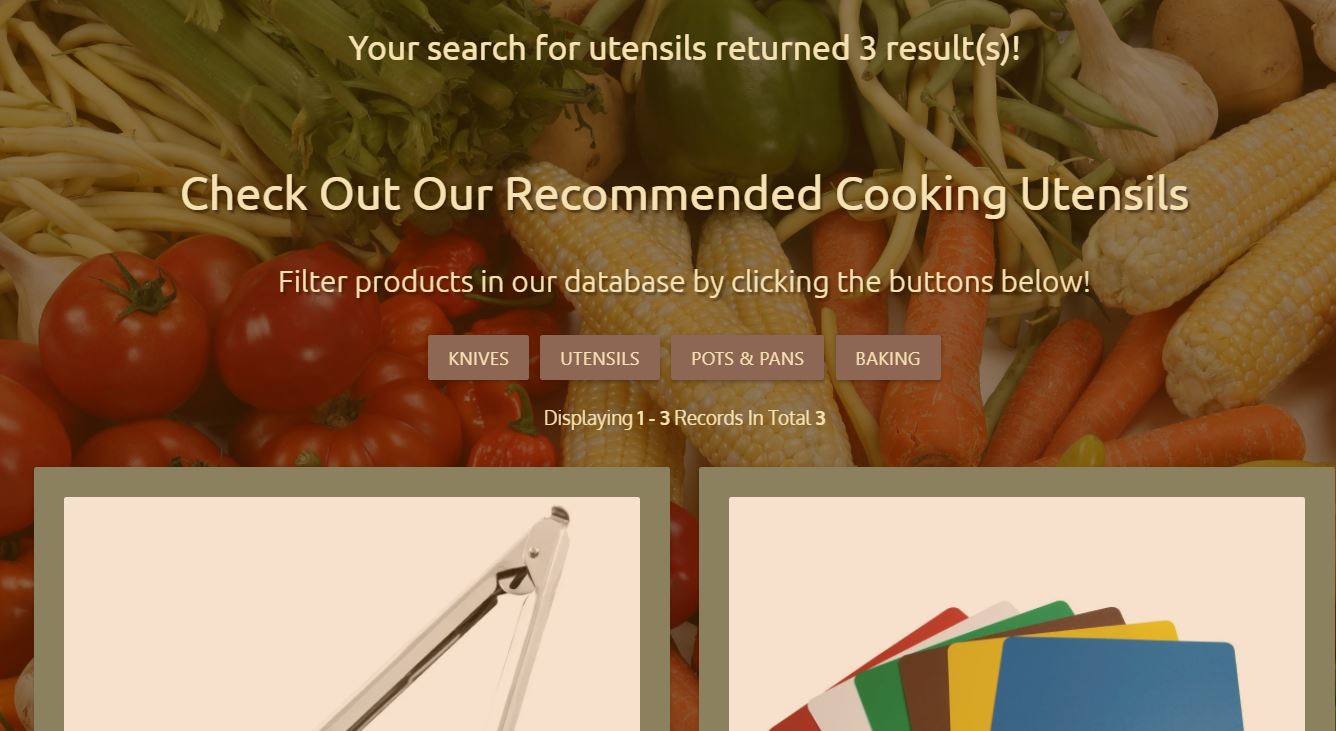 Your search for utensils returned 3 result(s)!
Check Out Our Recommended Cooking Utensils
Filter products in our database by clicking the buttons below!
KNIVES UTENSILS POTS & PANS BAKING
Displaying 1 - 3 Records In Total 3